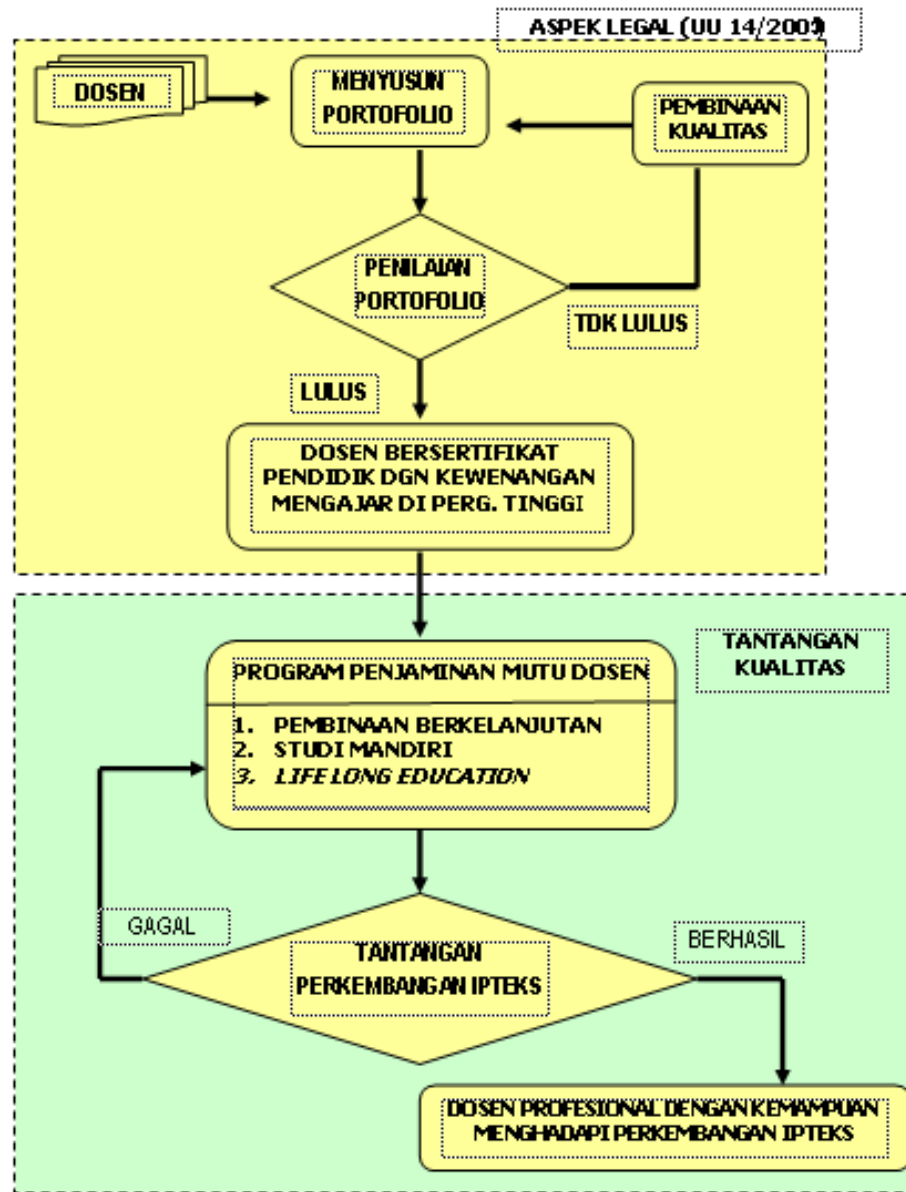 ASPEK LEGAL (UU 14/2005)
DOSEN
MENYUSUN
PORTOFOLIO
PEMBINAAN
KUALITAS
PENILAIAN
PORTOFOLIO
TDK LULUS
LULUS
DOSEN BERSERTIFIKAT
PENDIDIK DGN KEWENANGAN
MENGAJAR DI PERG. TINGGI
TANTANGAN
KUALITAS
PROGRAM PENJAMINAN MUTU DOSEN
1. PEMBINAAN BERKELANJUTAN
2. STUDI MANDIRI
3. LIFE LONG EDUCATION
GAGAL
BERHASIL
TANTANGAN
PERKEMBANGAN IPTEKS
DOSEN PROFESIONAL DENGAN KEMAMPUAN
MENGHADAPI PERKEMBANGAN IPTEKS